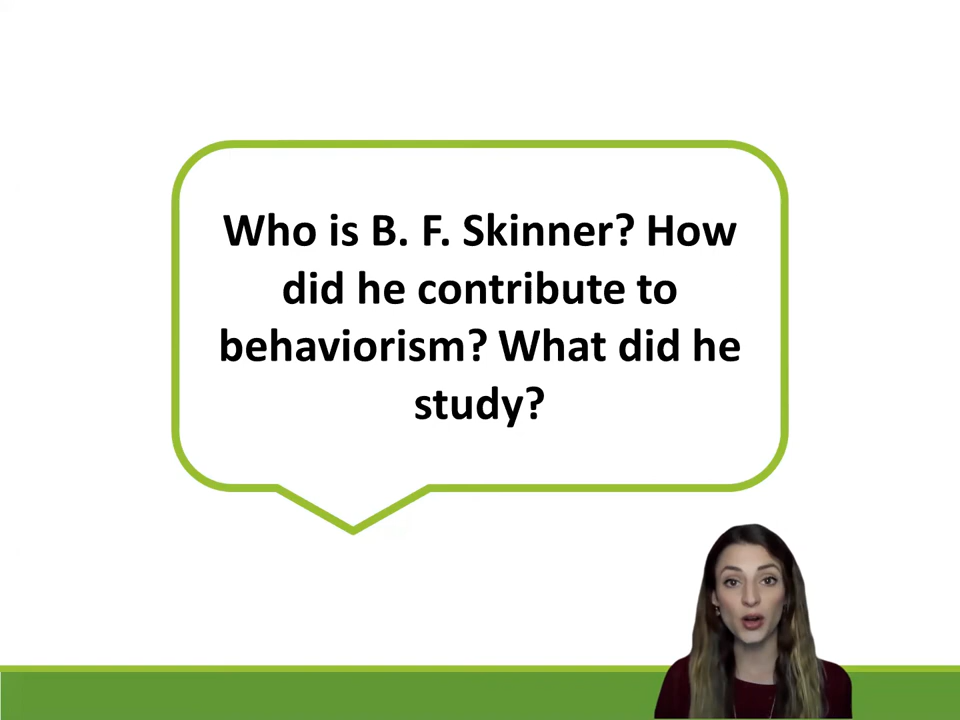 Who is B. F. Skinner? How
did he contribute to
behaviorism? What did he
study?